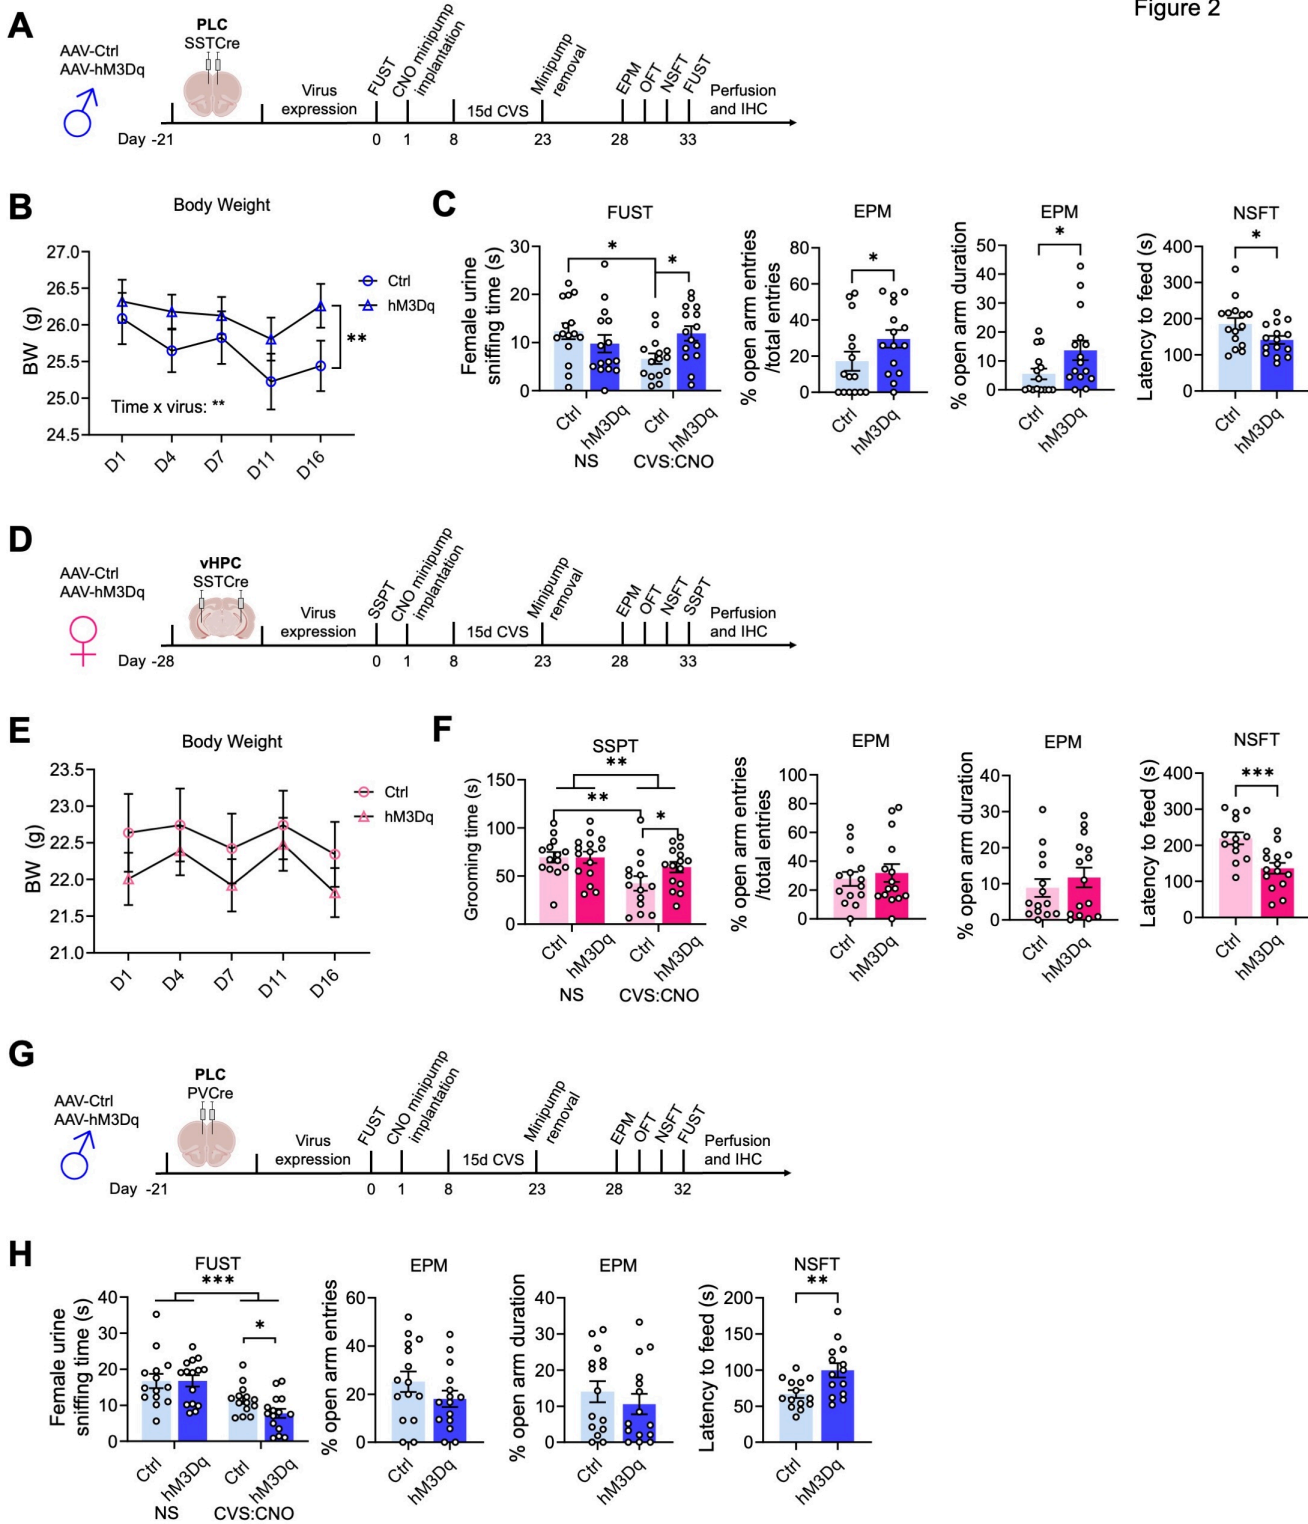 Figure 2
A
AAV-Ctrl
AAV-hM3Dq
PLC
SSTCre
Virus
expression
FUST
CNO minipump
implantation
15d CVS
Minipump
removal
EPM
OFT
NSFT
FUST
Perfusion
and IHC
Day -21
0
1
8
23
28
33
B
Body Weight
BW (g)
27.0
26.5
26.0
25.5
25.0
24.5
Ctrl
hM3Dq
**
Time x virus: **
D1
D4
D7
D11
D16
C
FUST
Female urine
sniffing time (s)
30
20
10
0
*
*
Ctrl
hM3Dq
Ctrl
hM3Dq
NS
CVS:CNO
EPM
% open arm entries
/total entries
80
60
40
20
0
*
Ctrl
hM3Dq
EPM
% open arm duration
50
40
30
20
10
0
*
Ctrl
hM3Dq
NSFT
Latency to feed (s)
400
300
200
100
0
*
Ctrl
hM3Dq
D
AAV-Ctrl
AAV-hM3Dq
vHPC
SSTCre
Virus
expression
SSPT
CNO minipump
implantation
15d CVS
Minipump
removal
EPM
OFT
NSFT
SSPT
Perfusion
and IHC
Day -28
0
1
8
23
28
33
E
Body Weight
BW (g)
23.5
23.0
22.5
22.0
21.5
21.0
Ctrl
hM3Dq
D1
D4
D7
D11
D16
F
SSPT
Grooming time (s)
150
100
50
0
**
**
*
Ctrl
hM3Dq
Ctrl
hM3Dq
NS
CVS:CNO
EPM
% open arm entries
/total entries
100
80
60
40
20
0
Ctrl
hM3Dq
EPM
% open arm duration
40
30
20
10
0
Ctrl
hM3Dq
NSFT
Latency to feed (s)
400
300
200
100
0
***
Ctrl
hM3Dq
G
AAV-Ctrl
AAV-hM3Dq
PLC
PVCre
Virus
expression
FUST
CNO minipump
implantation
15d CVS
Minipump
removal
EPM
OFT
NSFT
FUST
Perfusion
and IHC
Day -21
0
1
8
23
28
32
H
FUST
Female urine
sniffing time (s)
40
30
20
10
0
***
*
Ctrl
hM3Dq
Ctrl
hM3Dq
NS
CVS:CNO
EPM
% open arm entries
60
40
20
0
Ctrl
hM3Dq
EPM
% open arm duration
40
30
20
10
0
Ctrl
hM3Dq
NSFT
Latency to feed (s)
200
150
100
50
0
**
Ctrl
hM3Dq